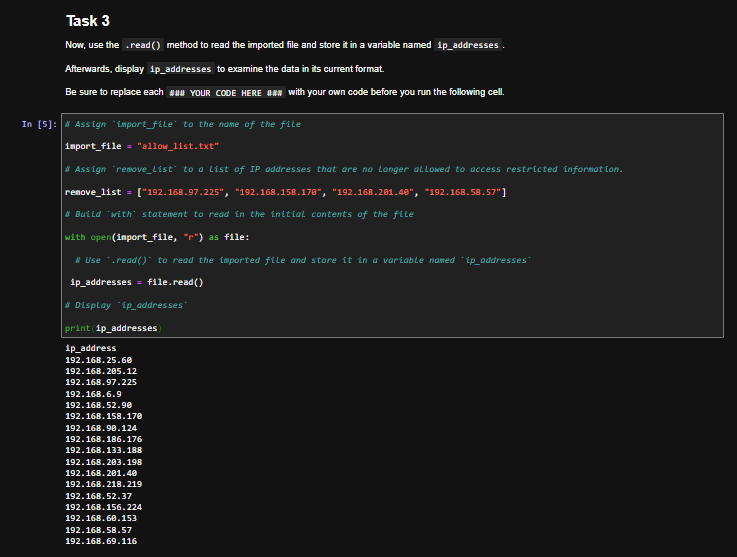 Task 3
Now, use the .read() method to read the imported file and store it in a variable named ip_addresses .
Afterwards, display ip_addresses to examine the data in its current format.
Be sure to replace each ### YOUR CODE HERE ### with your own code before you run the following cell.
In [5]: # Assign `import_file` to the name of the file
import_file = "allow_list.txt"
# Assign `remove_list` to a list of IP addresses that are no longer allowed to access restricted information.
remove_list = ["192.168.97.225", "192.168.158.170", "192.168.201.40", "192.168.58.57"]
# Build `with` statement to read in the initial contents of the file
with open(import_file, "r") as file:
# Use `.read()` to read the imported file and store it in a variable named `ip_addresses`
ip_addresses = file.read()
# Display `ip_addresses`
print(ip_addresses)
ip_address
192.168.25.60
192.168.205.12
192.168.97.225
192.168.6.9
192.168.52.90
192.168.158.170
192.168.90.124
192.168.186.176
192.168.133.188
192.168.203.198
192.168.201.40
192.168.218.219
192.168.52.37
192.168.156.224
192.168.60.153
192.168.58.57
192.168.69.116